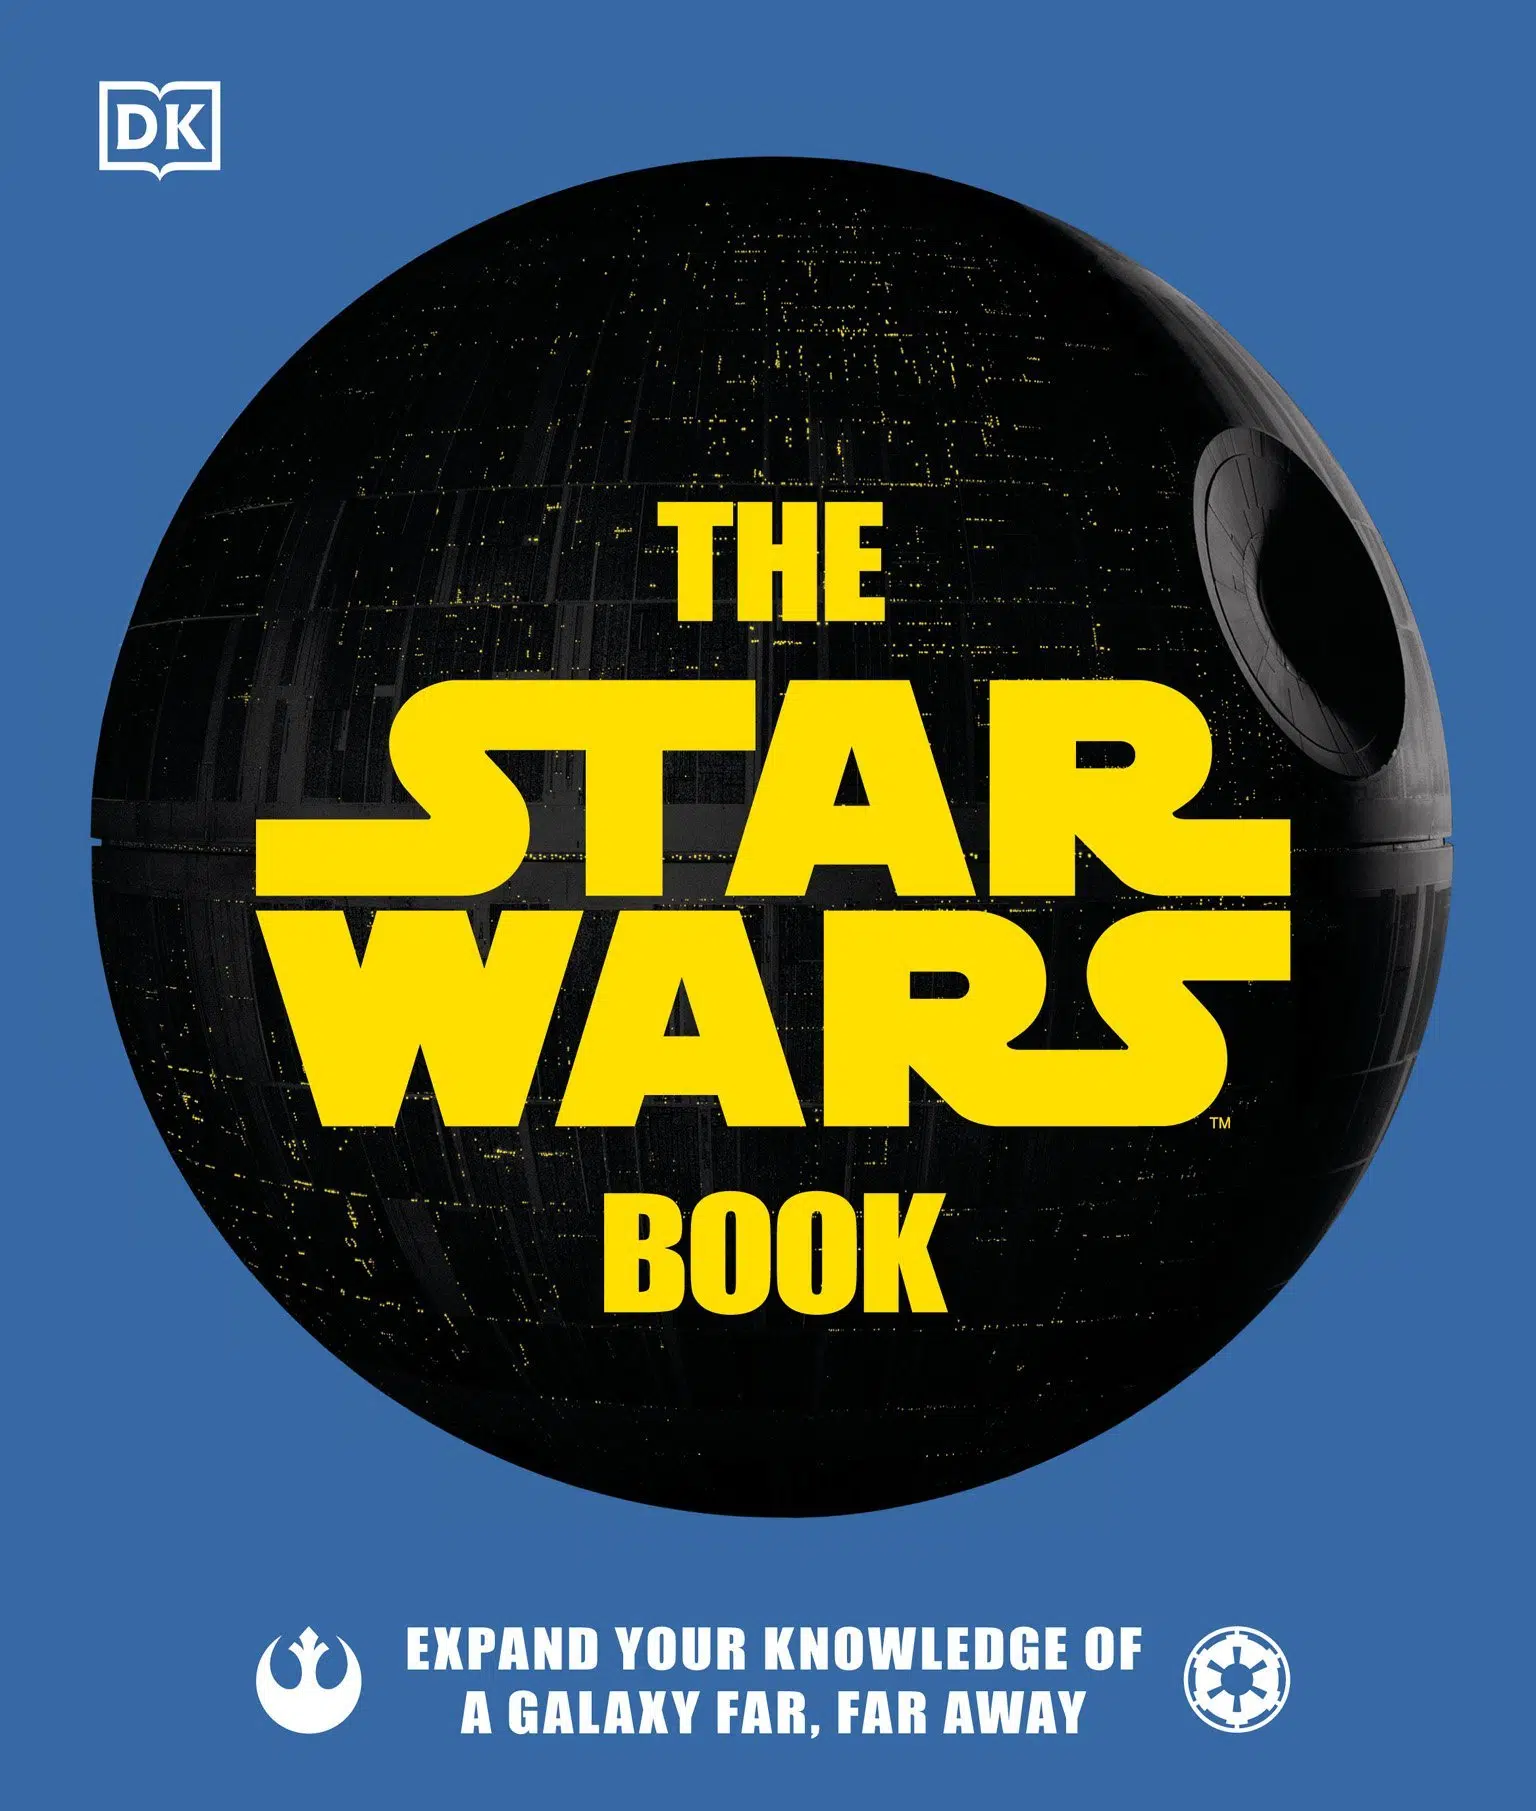 DK
THE
STAR
WARS
TM
BOOK
EXPAND YOUR KNOWLEDGE OF
A GALAXY FAR, FAR AWAY